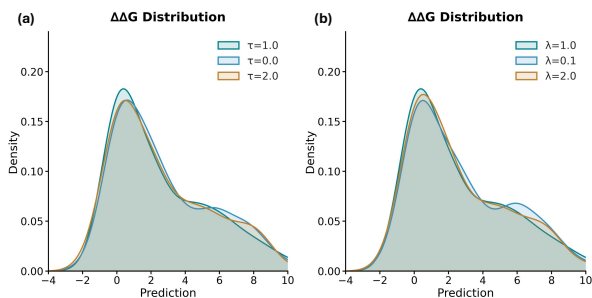 (a)
ΔΔG Distribution
τ=1.0
τ=0.0
τ=2.0
Density
0.20
0.15
0.10
0.05
0.00
−4 −2 0 2 4 6 8 10
Prediction
(b)
ΔΔG Distribution
λ=1.0
λ=0.1
λ=2.0
Density
0.20
0.15
0.10
0.05
0.00
−4 −2 0 2 4 6 8 10
Prediction